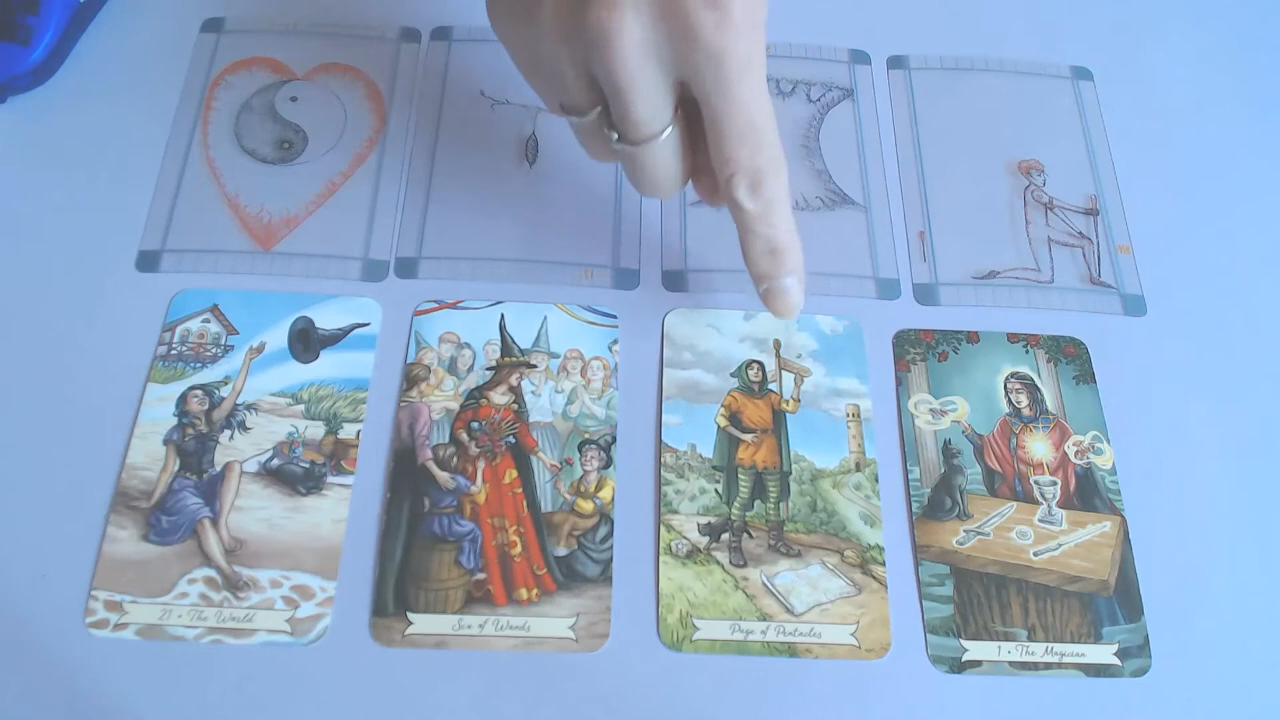 21 • The World
Six of Wands
Page of Pentacles
1 • The Magician